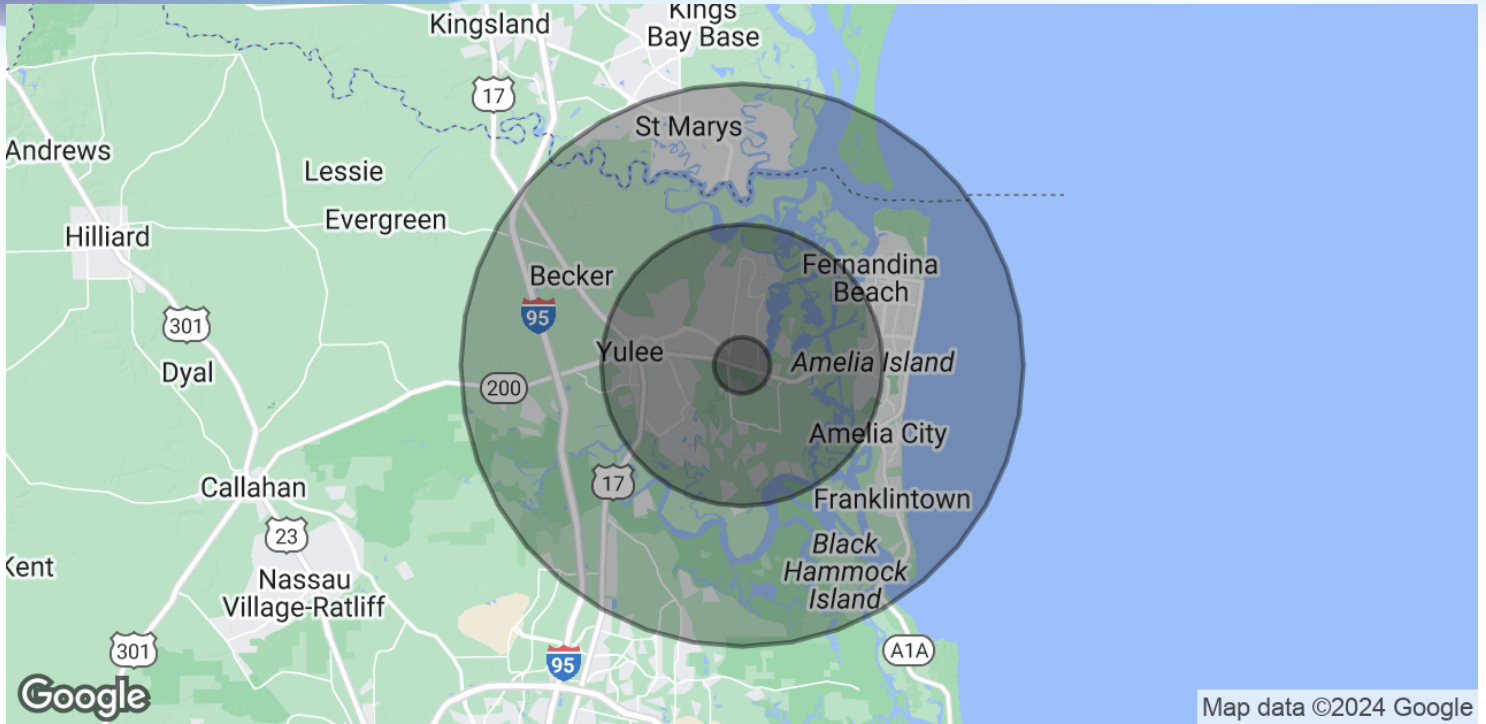 Kingsland
Kings
Bay Base
17
St Marys
Andrews
Lessie
Evergreen
Hilliard
Becker
Fernandina
Beach
95
301
Yulee
Amelia Island
Dyal
200
Amelia City
Callahan
17
Franklintown
23
Black
Hammock
Island
Kent
Nassau
Village-Ratliff
301
95
A1A
Google
Map data ©2024 Google